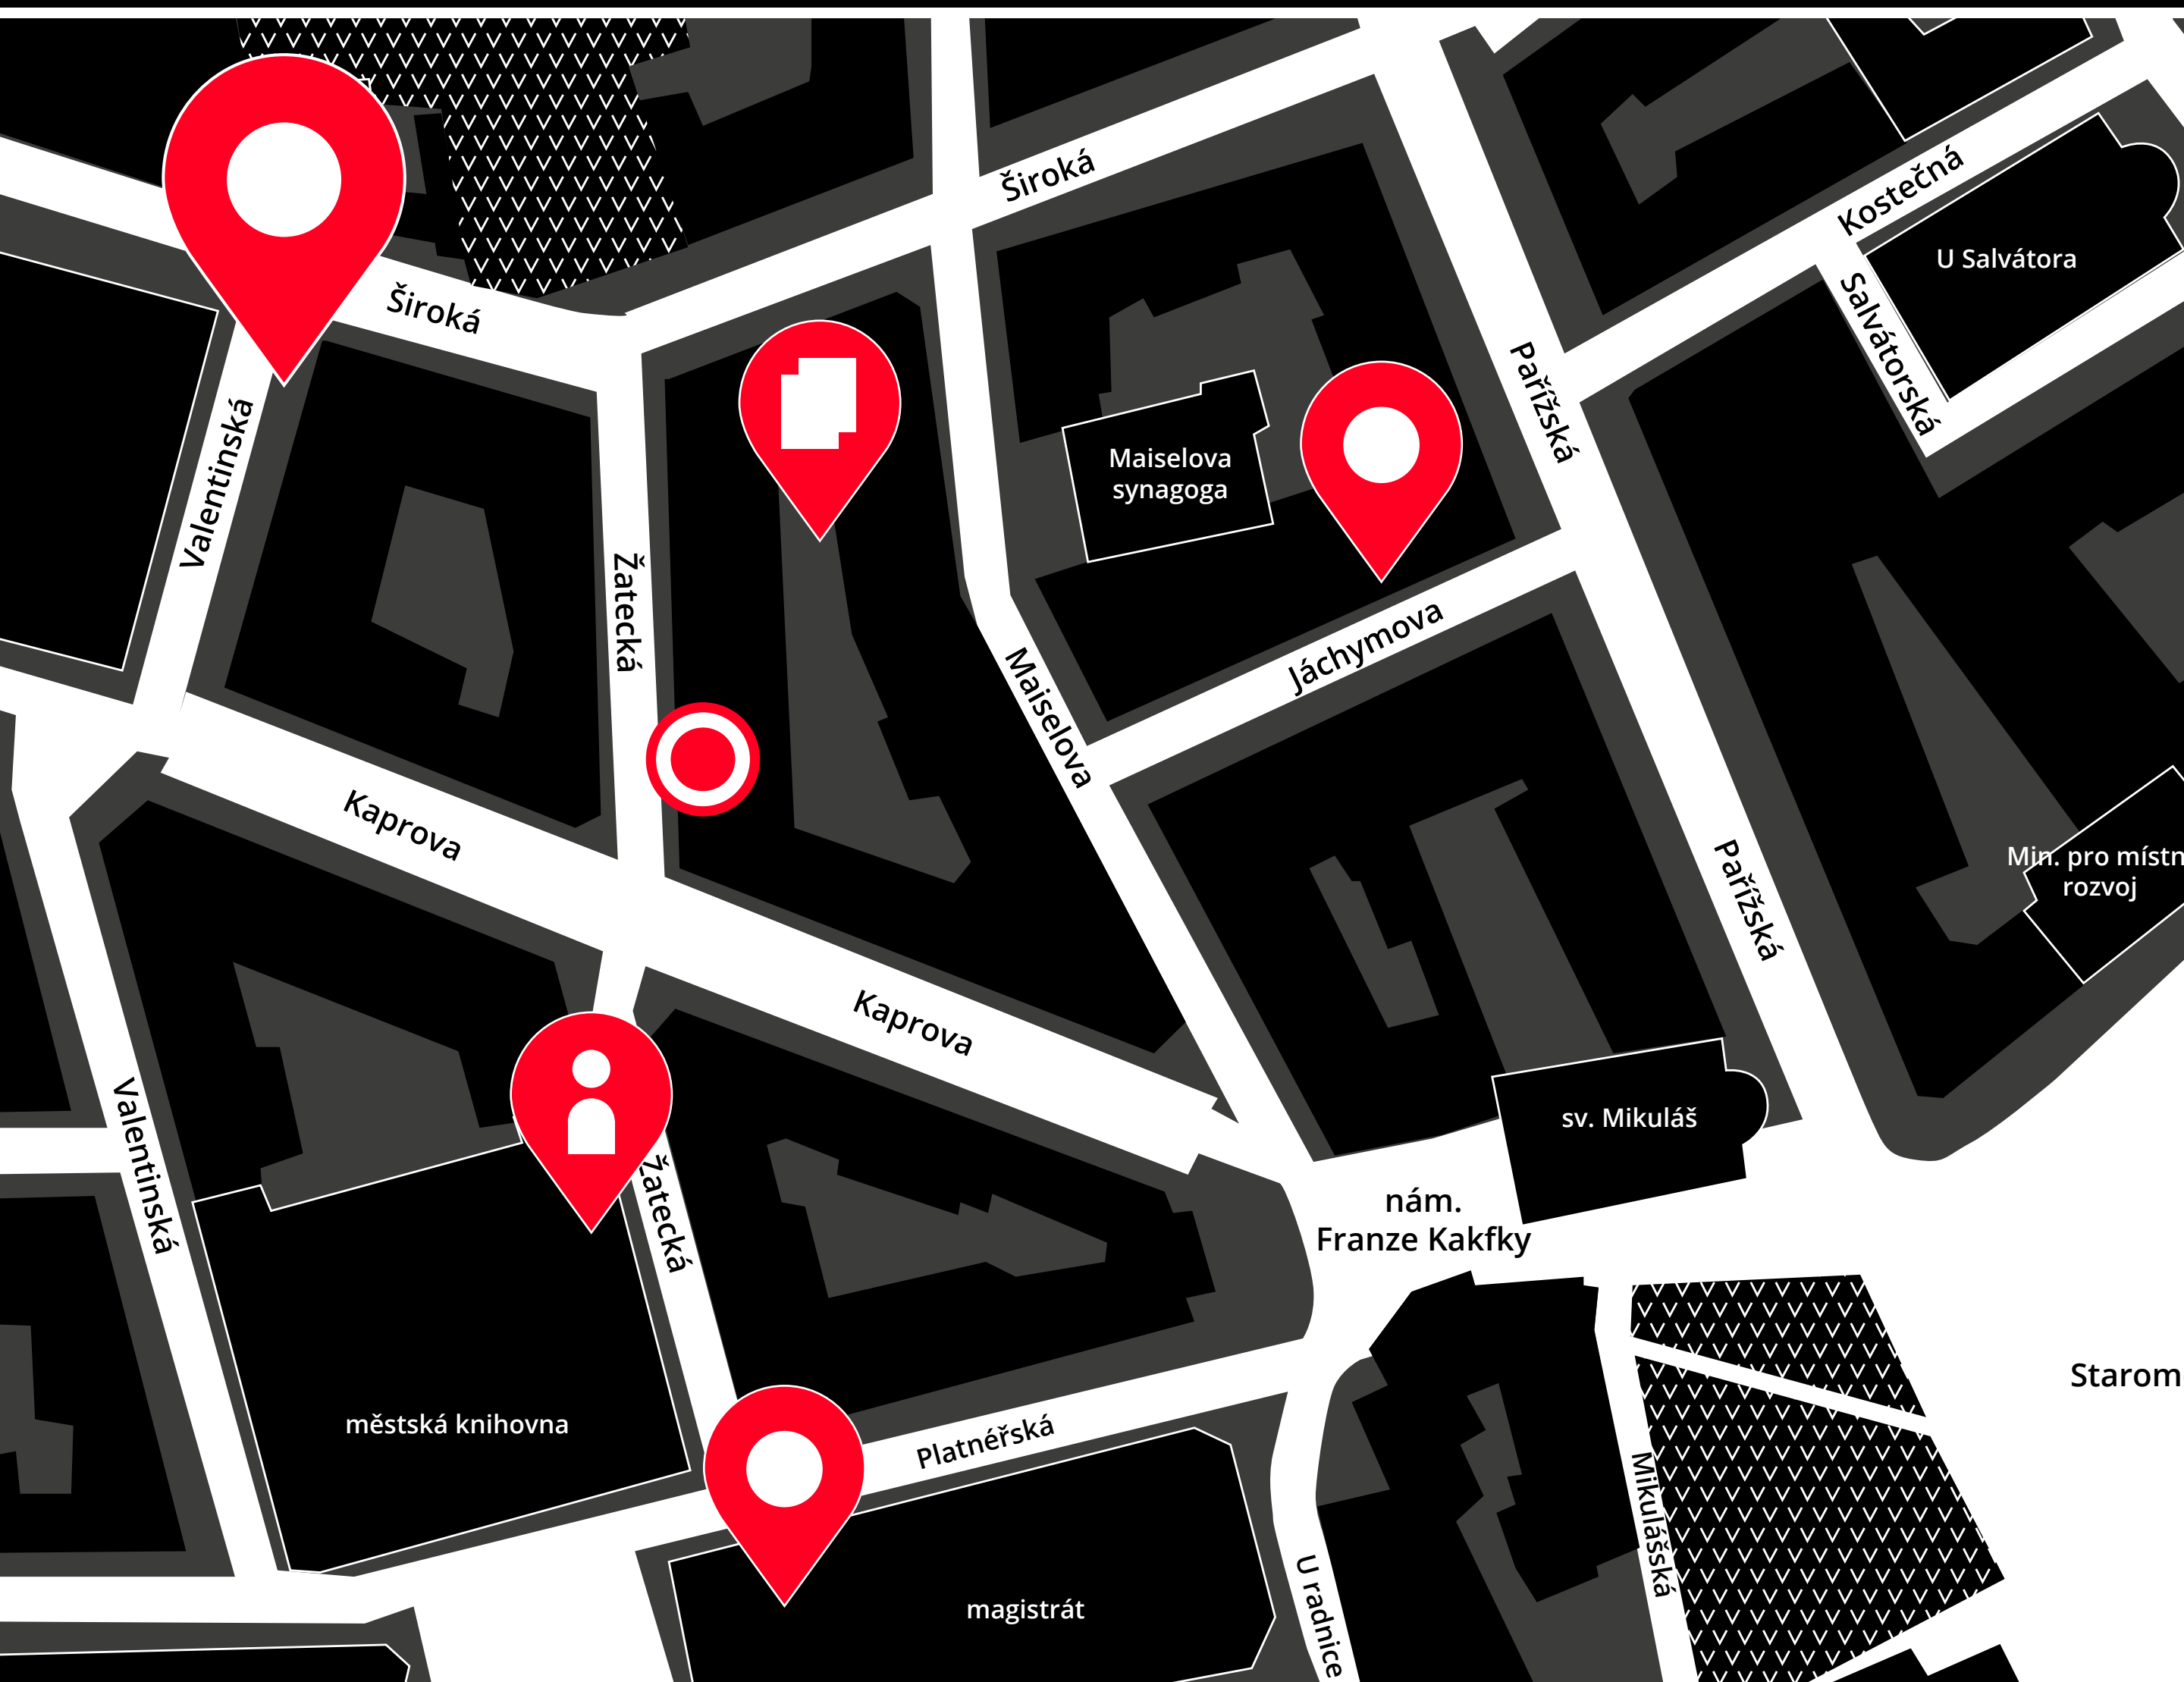 Široká
Kostečná
U Salvátora
Široká
Salvátorská
Pařížská
Valentinská
Maiselova
synagoga
Žatecká
Jáchymova
Maiselova
Kaprova
Pařížská
Min. pro místn
rozvoj
Kaprova
sv. Mikuláš
Valentinská
Žatecká
nám.
Franze Kakfky
Starom
městská knihovna
Platnéřská
Mikulášská
magistrát
U radnice